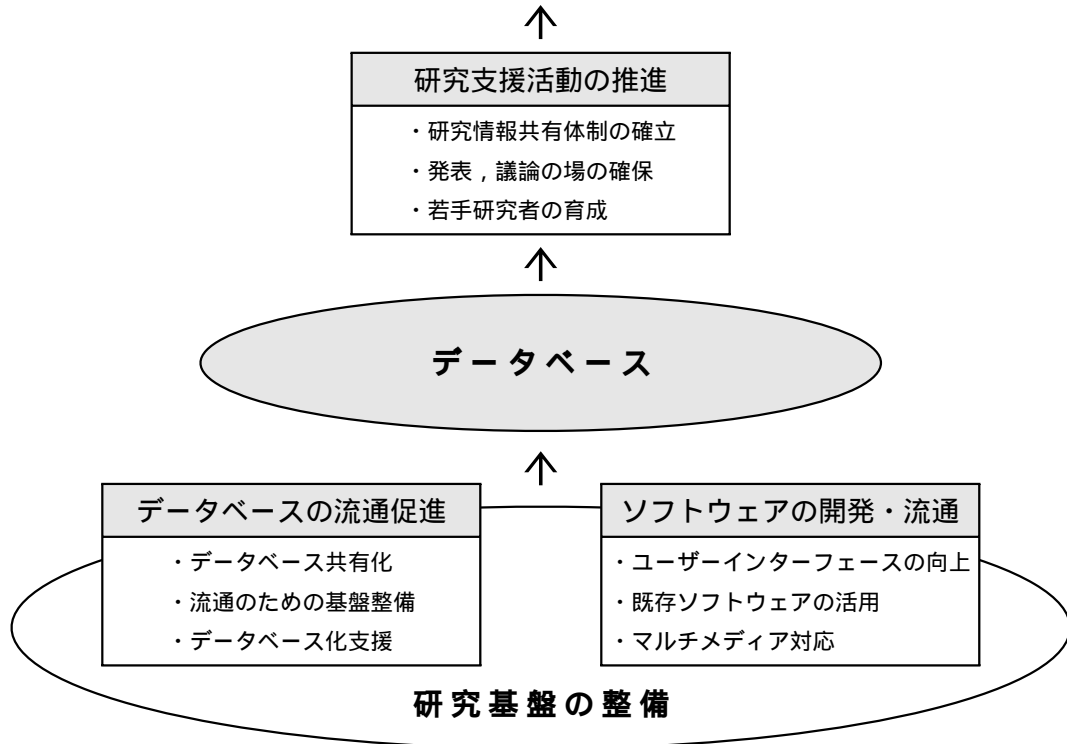 研究支援活動の推進
・研究情報共有体制の確立
・発表，議論の場の確保
・若手研究者の育成
データベース
データベースの流通促進
・データベース共有化
・流通のための基盤整備
・データベース化支援
ソフトウェアの開発・流通
・ユーザーインターフェースの向上
・既存ソフトウェアの活用
・マルチメディア対応
研究基盤の整備